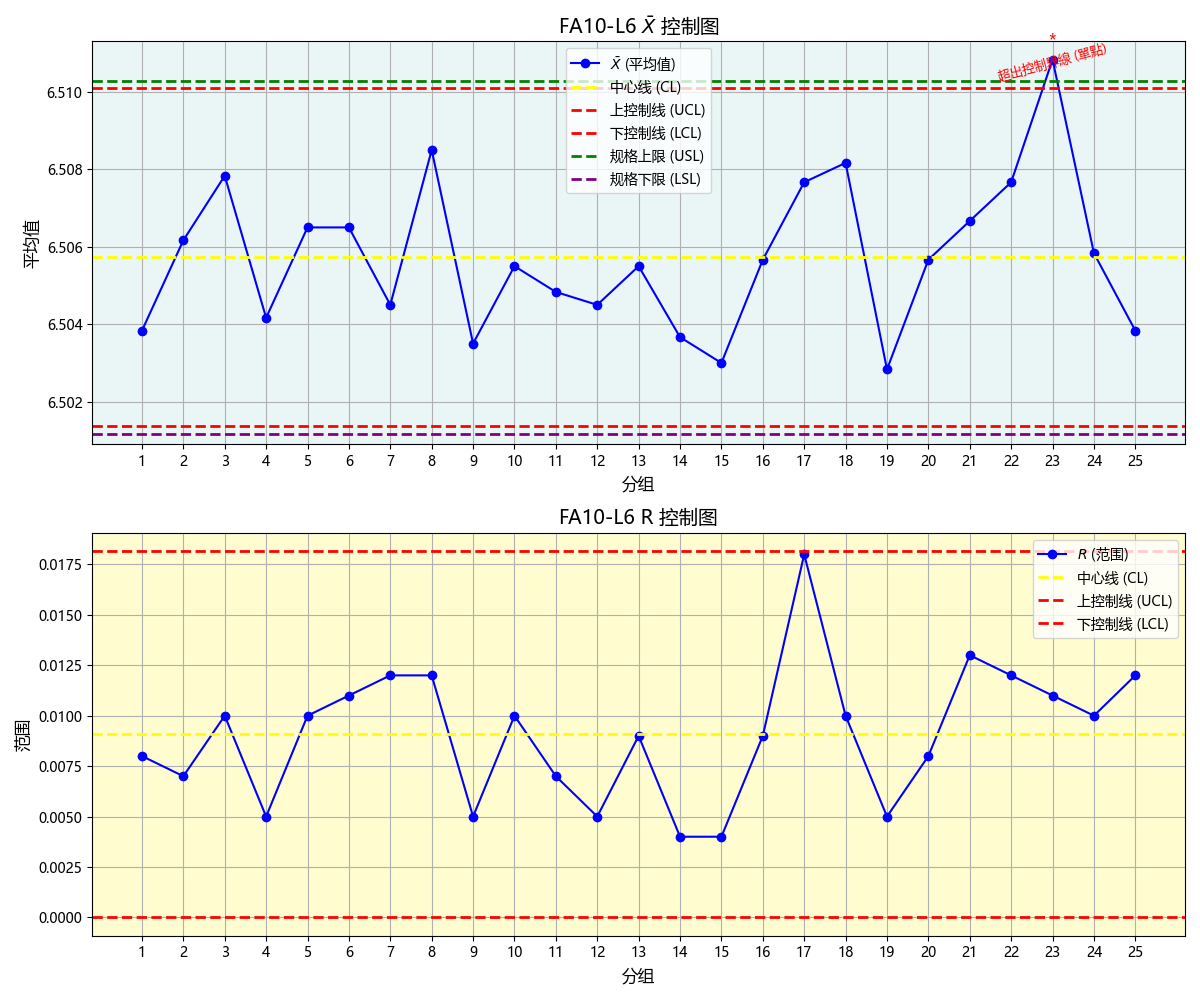 FA10-L6 X̄ 控制图
*
超出控制界線 (單點)
X̄ (平均值)
中心线 (CL)
上控制线 (UCL)
下控制线 (LCL)
规格上限 (USL)
规格下限 (LSL)
平均值
6.510
6.508
6.506
6.504
6.502
1 2 3 4 5 6 7 8 9 10 11 12 13 14 15 16 17 18 19 20 21 22 23 24 25
分组
FA10-L6 R 控制图
R (范围)
中心线 (CL)
上控制线 (UCL)
下控制线 (LCL)
范围
0.0175
0.0150
0.0125
0.0100
0.0075
0.0050
0.0025
0.0000
1 2 3 4 5 6 7 8 9 10 11 12 13 14 15 16 17 18 19 20 21 22 23 24 25
分组